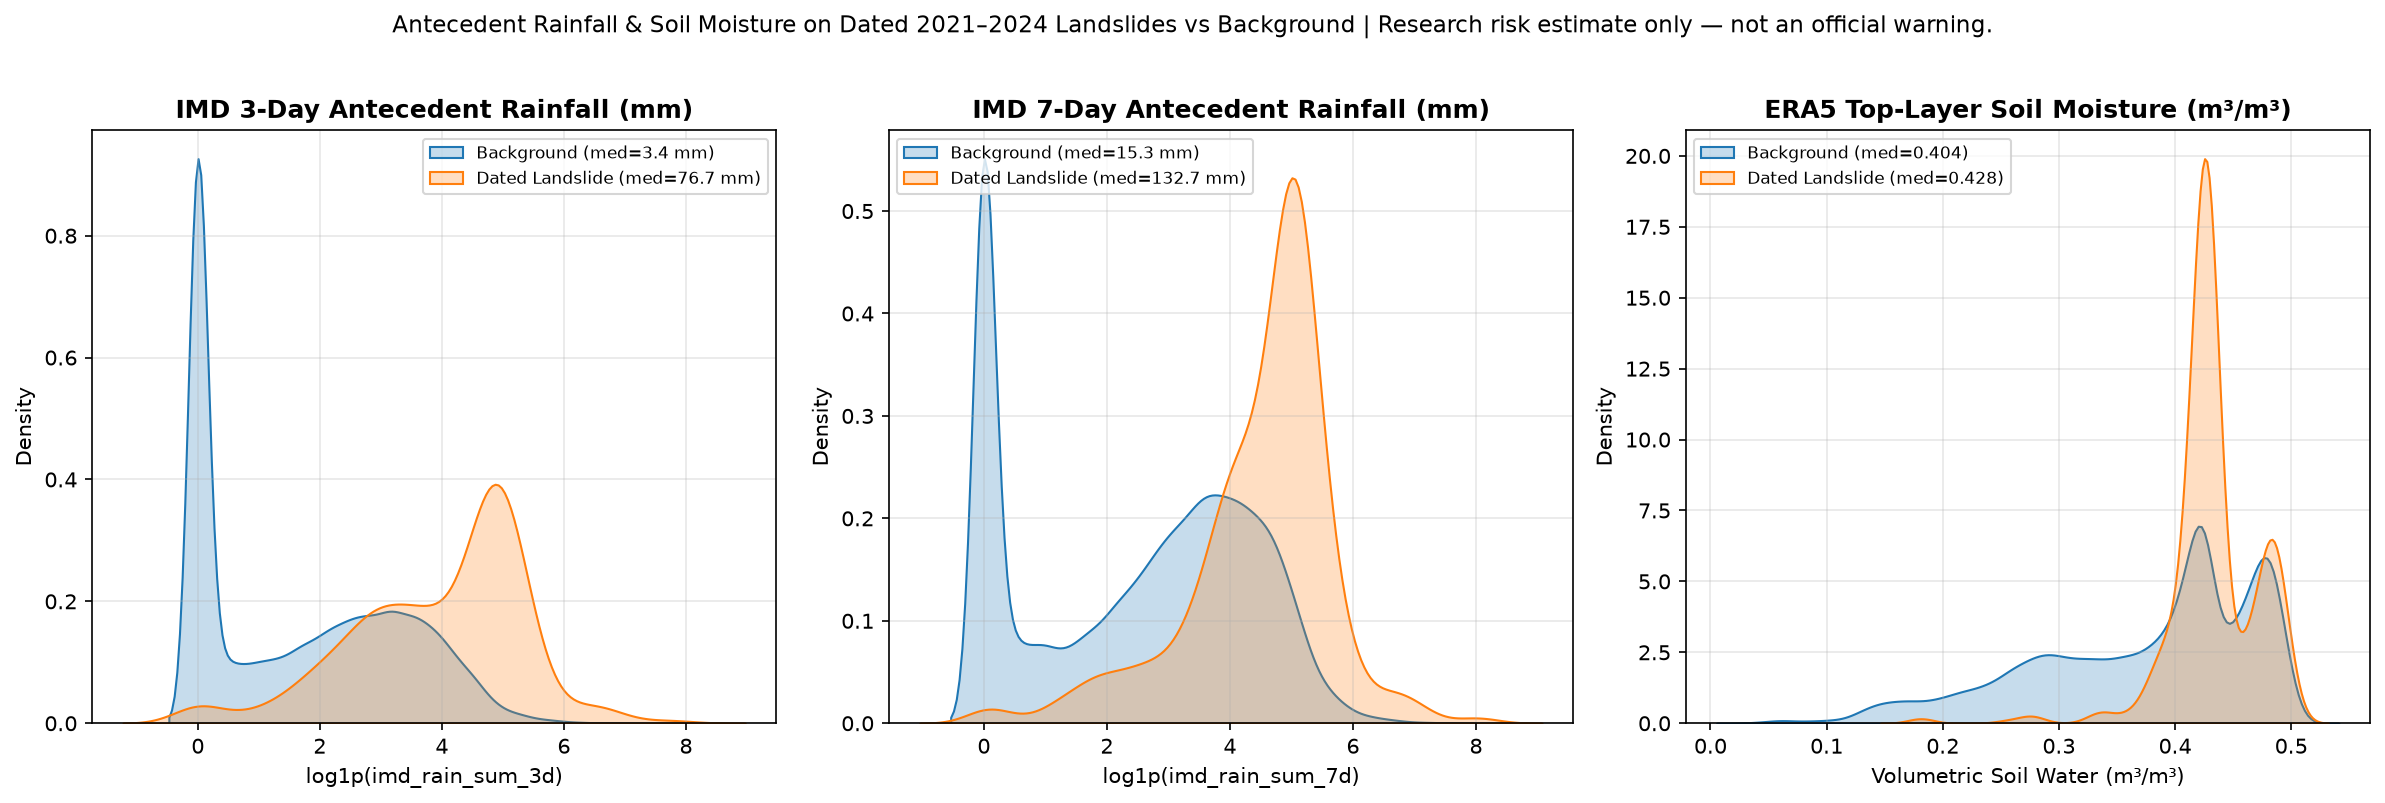 Antecedent Rainfall & Soil Moisture on Dated 2021–2024 Landslides vs Background | Research risk estimate only — not an official warning.
IMD 3-Day Antecedent Rainfall (mm)
Background (med=3.4 mm)
Dated Landslide (med=76.7 mm)
Density
0.8
0.6
0.4
0.2
0.0
0 2 4 6 8
log1p(imd_rain_sum_3d)
IMD 7-Day Antecedent Rainfall (mm)
Background (med=15.3 mm)
Dated Landslide (med=132.7 mm)
Density
0.5
0.4
0.3
0.2
0.1
0.0
0 2 4 6 8
log1p(imd_rain_sum_7d)
ERA5 Top-Layer Soil Moisture (m³/m³)
Background (med=0.404)
Dated Landslide (med=0.428)
Density
20.0
17.5
15.0
12.5
10.0
7.5
5.0
2.5
0.0
0.0 0.1 0.2 0.3 0.4 0.5
Volumetric Soil Water (m³/m³)